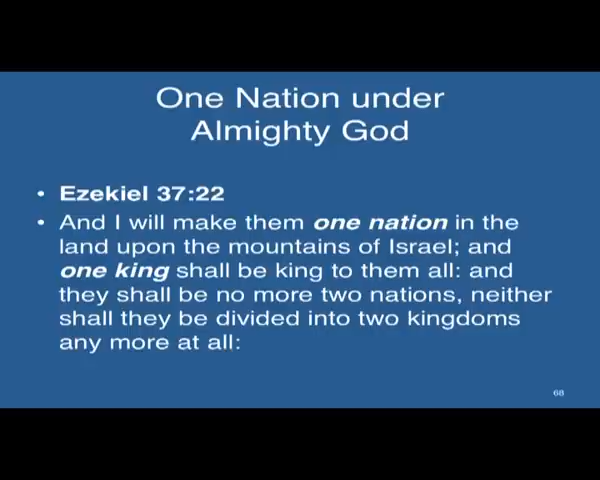 One Nation under
Almighty God
• Ezekiel 37:22
• And I will make them one nation in the
land upon the mountains of Israel; and
one king shall be king to them all: and
they shall be no more two nations, neither
shall they be divided into two kingdoms
any more at all:
68